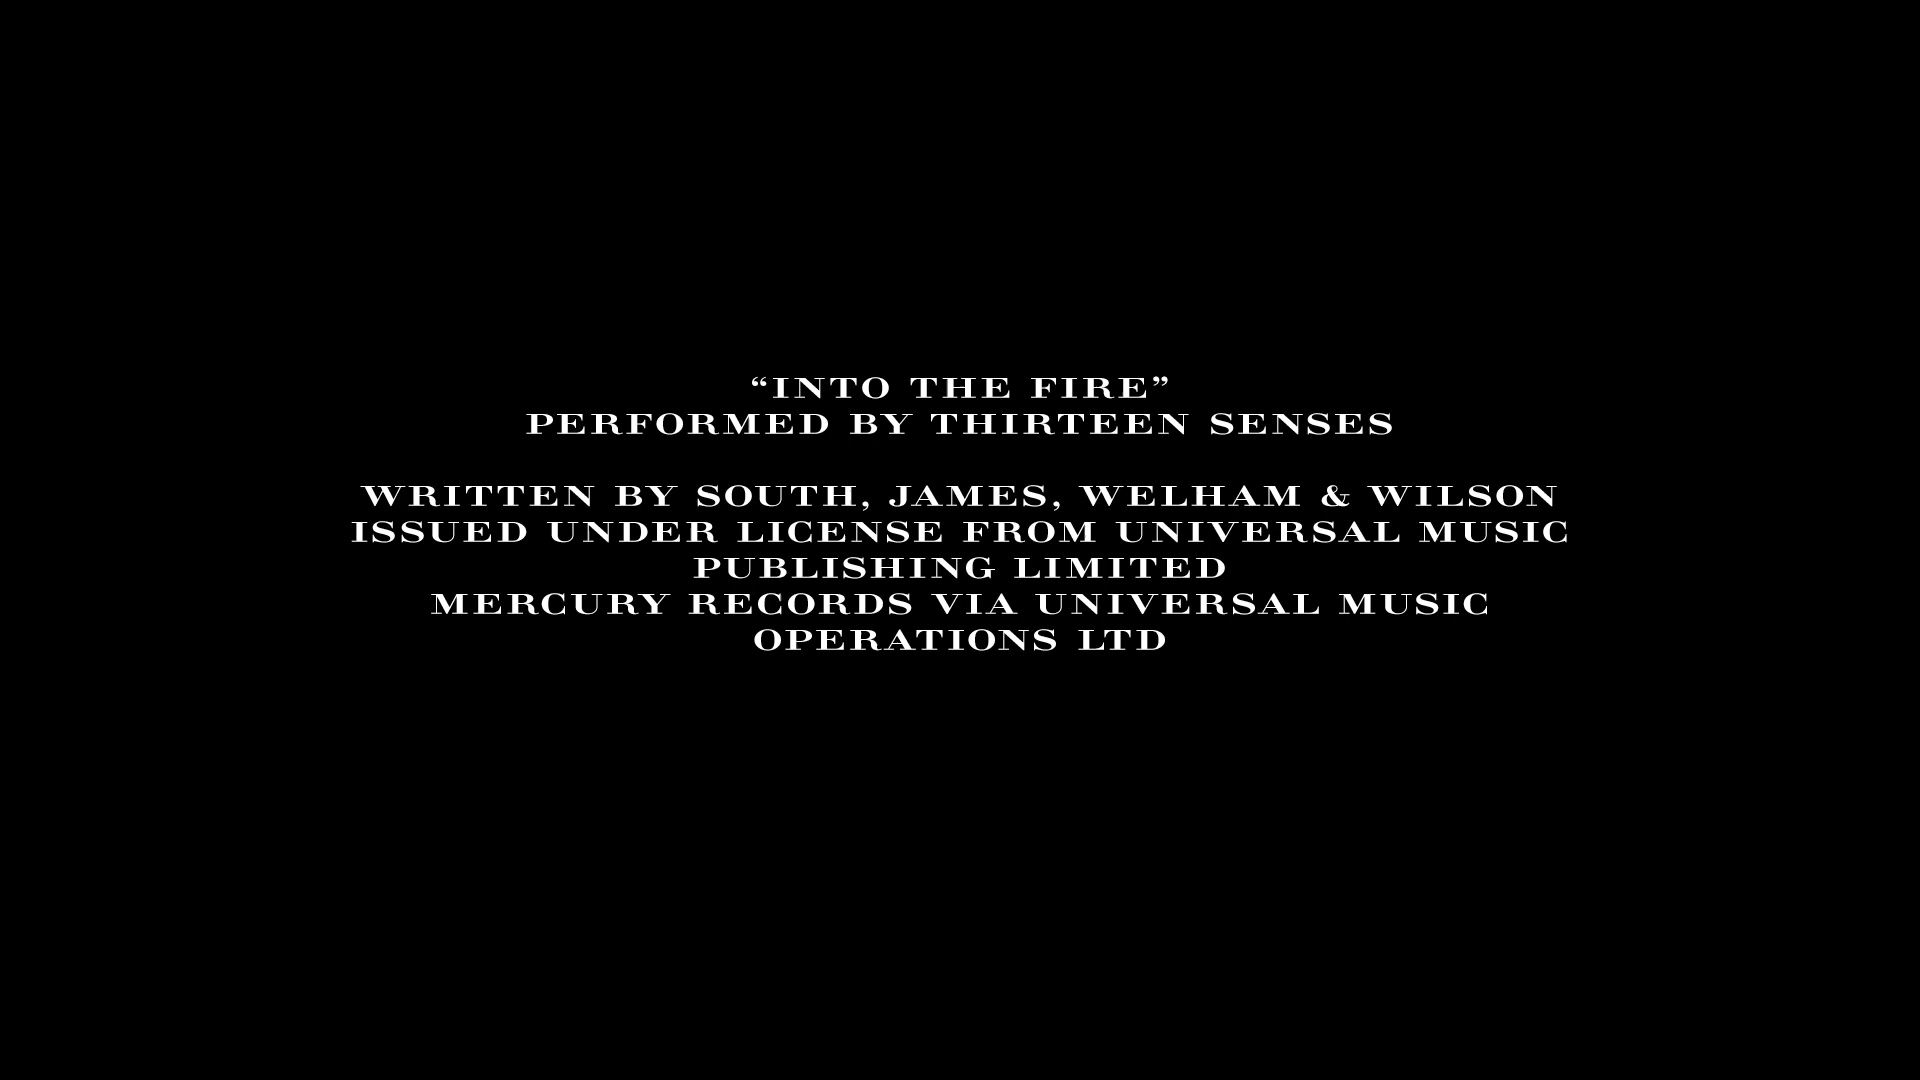 “INTO THE FIRE”
PERFORMED BY THIRTEEN SENSES
WRITTEN BY SOUTH, JAMES, WELHAM & WILSON
ISSUED UNDER LICENSE FROM UNIVERSAL MUSIC
PUBLISHING LIMITED
MERCURY RECORDS VIA UNIVERSAL MUSIC
OPERATIONS LTD